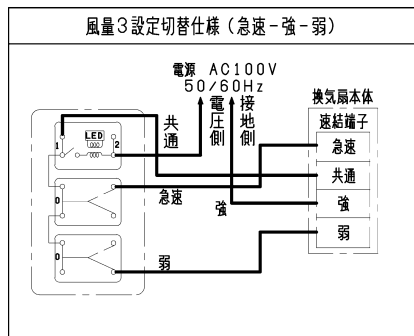 風量3設定切替仕様(急速-強-弱)
電源 AC100V
50/60Hz
電圧側
接地側
換気扇本体
速結端子
急速
共通
強
弱
LED
1
2
共通
0
急速
強
0
弱